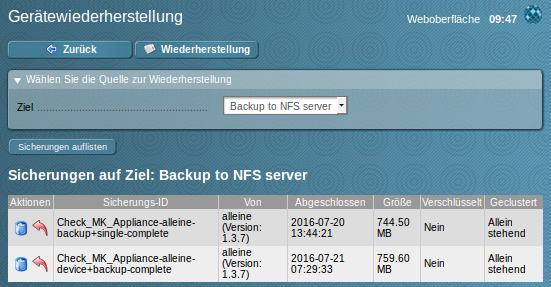 Gerätewiederherstellung
Weboberfläche 09:47
Zurück
Wiederherstellung
Wählen Sie die Quelle zur Wiederherstellung
Ziel
Backup to NFS server
Sicherungen auflisten
Sicherungen auf Ziel: Backup to NFS server
Aktionen Sicherungs-ID Von Abgeschlossen Größe Verschlüsselt Geclustert
Check_MK_Appliance-alleine-
backup+single-complete
alleine
(Version:
1.3.7)
2016-07-20
13:44:21
744.50
MB
Nein
Allein
stehend
Check_MK_Appliance-alleine-
device+backup-complete
alleine
(Version:
1.3.7)
2016-07-21
07:29:33
759.60
MB
Nein
Allein
stehend